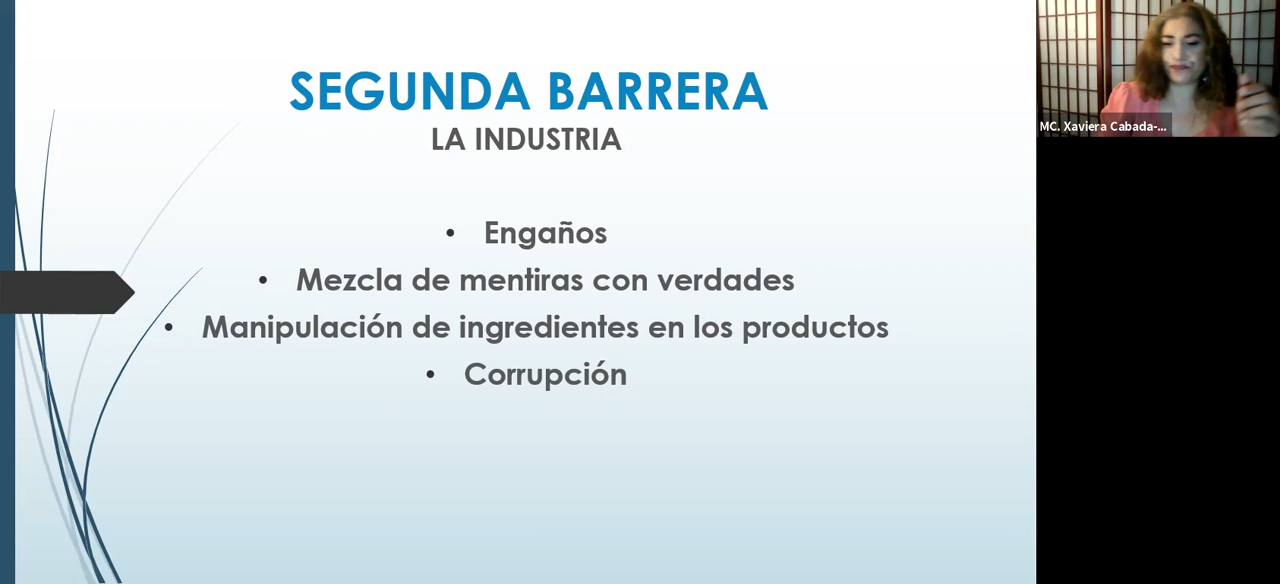 SEGUNDA BARRERA
LA INDUSTRIA
• Engaños
• Mezcla de mentiras con verdades
• Manipulación de ingredientes en los productos
• Corrupción
MC. Xaviera Cabada-...